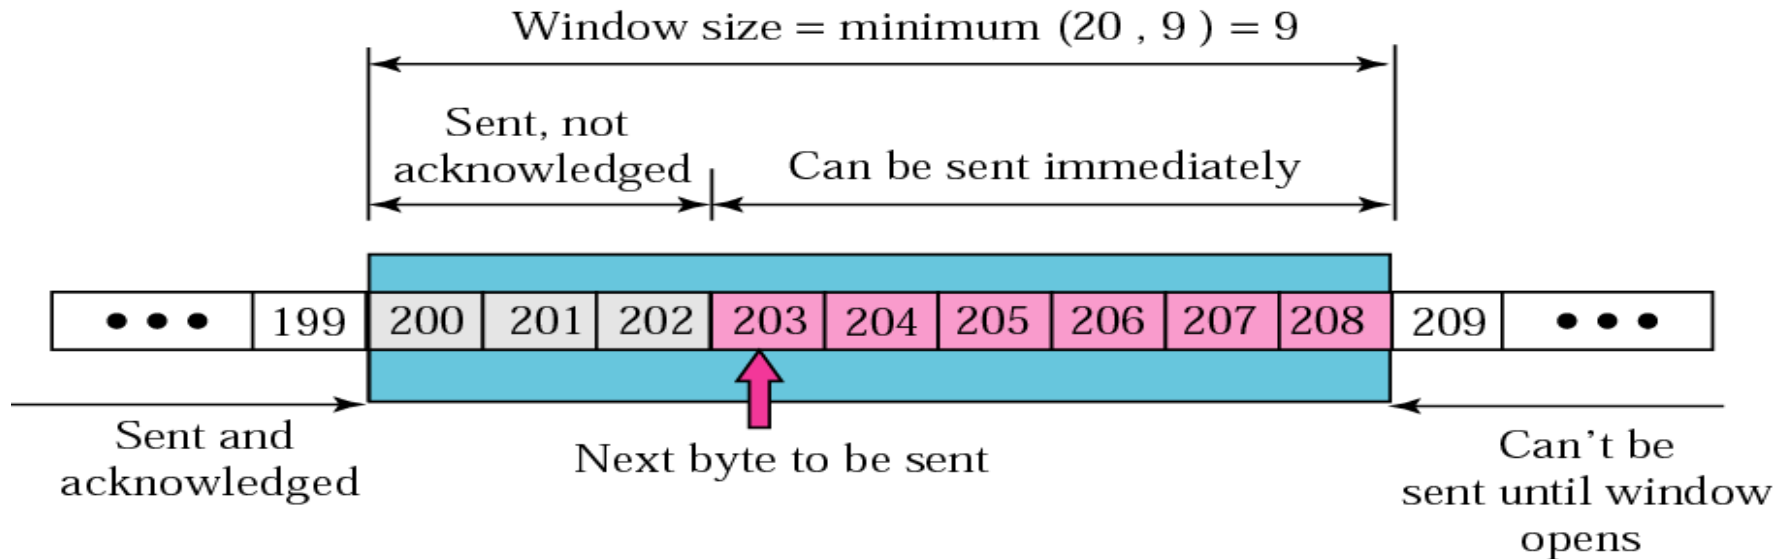 Window size = minimum (20 , 9 ) = 9
Sent, not
acknowledged
Can be sent immediately
••• 199 200 201 202 203 204 205 206 207 208 209 •••
Sent and
acknowledged
Next byte to be sent
Can't be
sent until window
opens